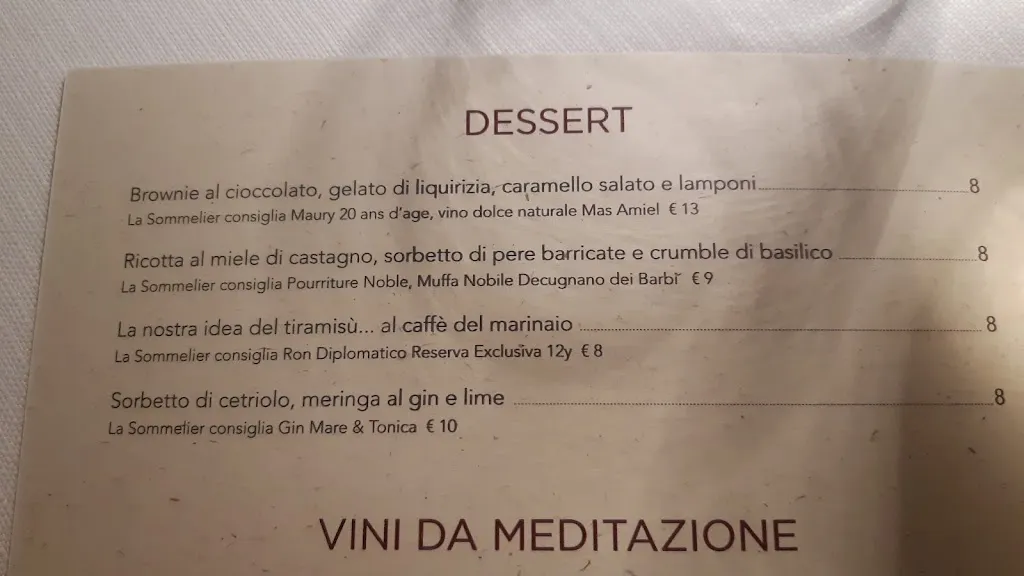 DESSERT
Brownie al cioccolato, gelato di liquirizia, caramello salato e lamponi 8
La Sommelier consiglia Maury 20 ans d'age, vino dolce naturale Mas Amiel € 13
Ricotta al miele di castagno, sorbetto di pere barricate e crumble di basilico 8
La Sommelier consiglia Pourriture Noble, Muffa Nobile Decugnano dei Barbi € 9
La nostra idea del tiramisù... al caffè del marinaio 8
La Sommelier consiglia Ron Diplomatico Reserva Exclusiva 12y € 8
Sorbetto di cetriolo, meringa al gin e lime 8
La Sommelier consiglia Gin Mare & Tonica € 10
VINI DA MEDITAZIONE